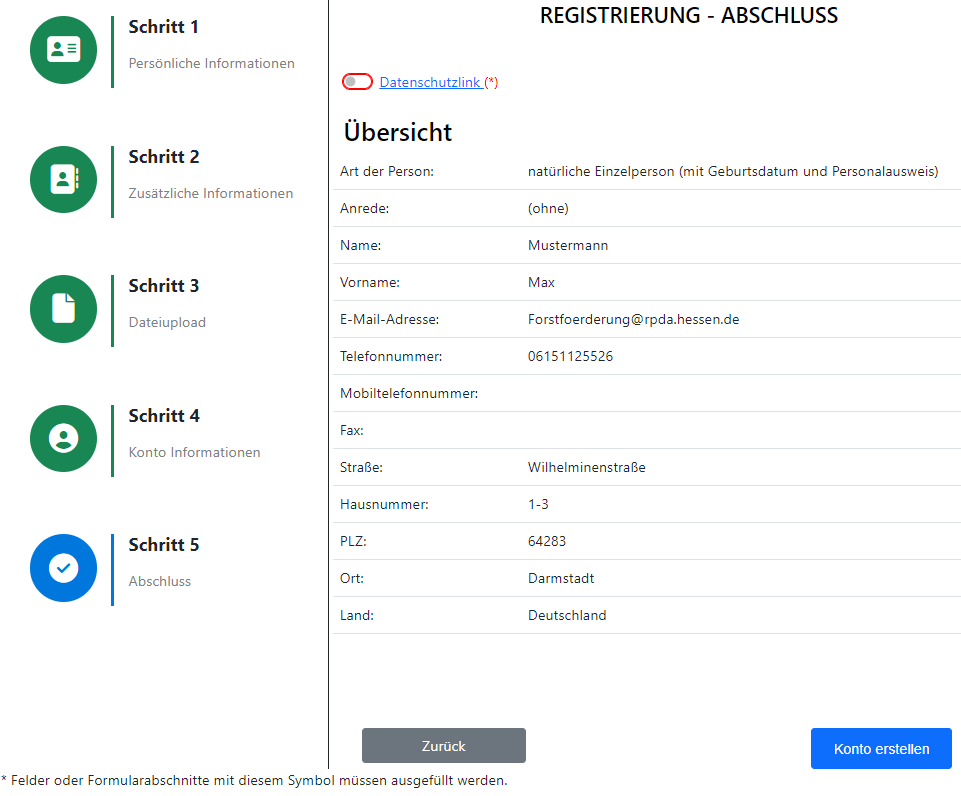 Schritt 1
Persönliche Informationen
Schritt 2
Zusätzliche Informationen
Schritt 3
Dateiupload
Schritt 4
Konto Informationen
Schritt 5
Abschluss
REGISTRIERUNG - ABSCHLUSS
Datenschutzlink (*)
Übersicht
Art der Person: natürliche Einzelperson (mit Geburtsdatum und Personalausweis)
Anrede: (ohne)
Name: Mustermann
Vorname: Max
E-Mail-Adresse: Forstfoerderung@rpda.hessen.de
Telefonnummer: 06151125526
Mobiltelefonnummer:
Fax:
Straße: Wilhelminenstraße
Hausnummer: 1-3
PLZ: 64283
Ort: Darmstadt
Land: Deutschland
Zurück
Konto erstellen
* Felder oder Formularabschnitte mit diesem Symbol müssen ausgefüllt werden.